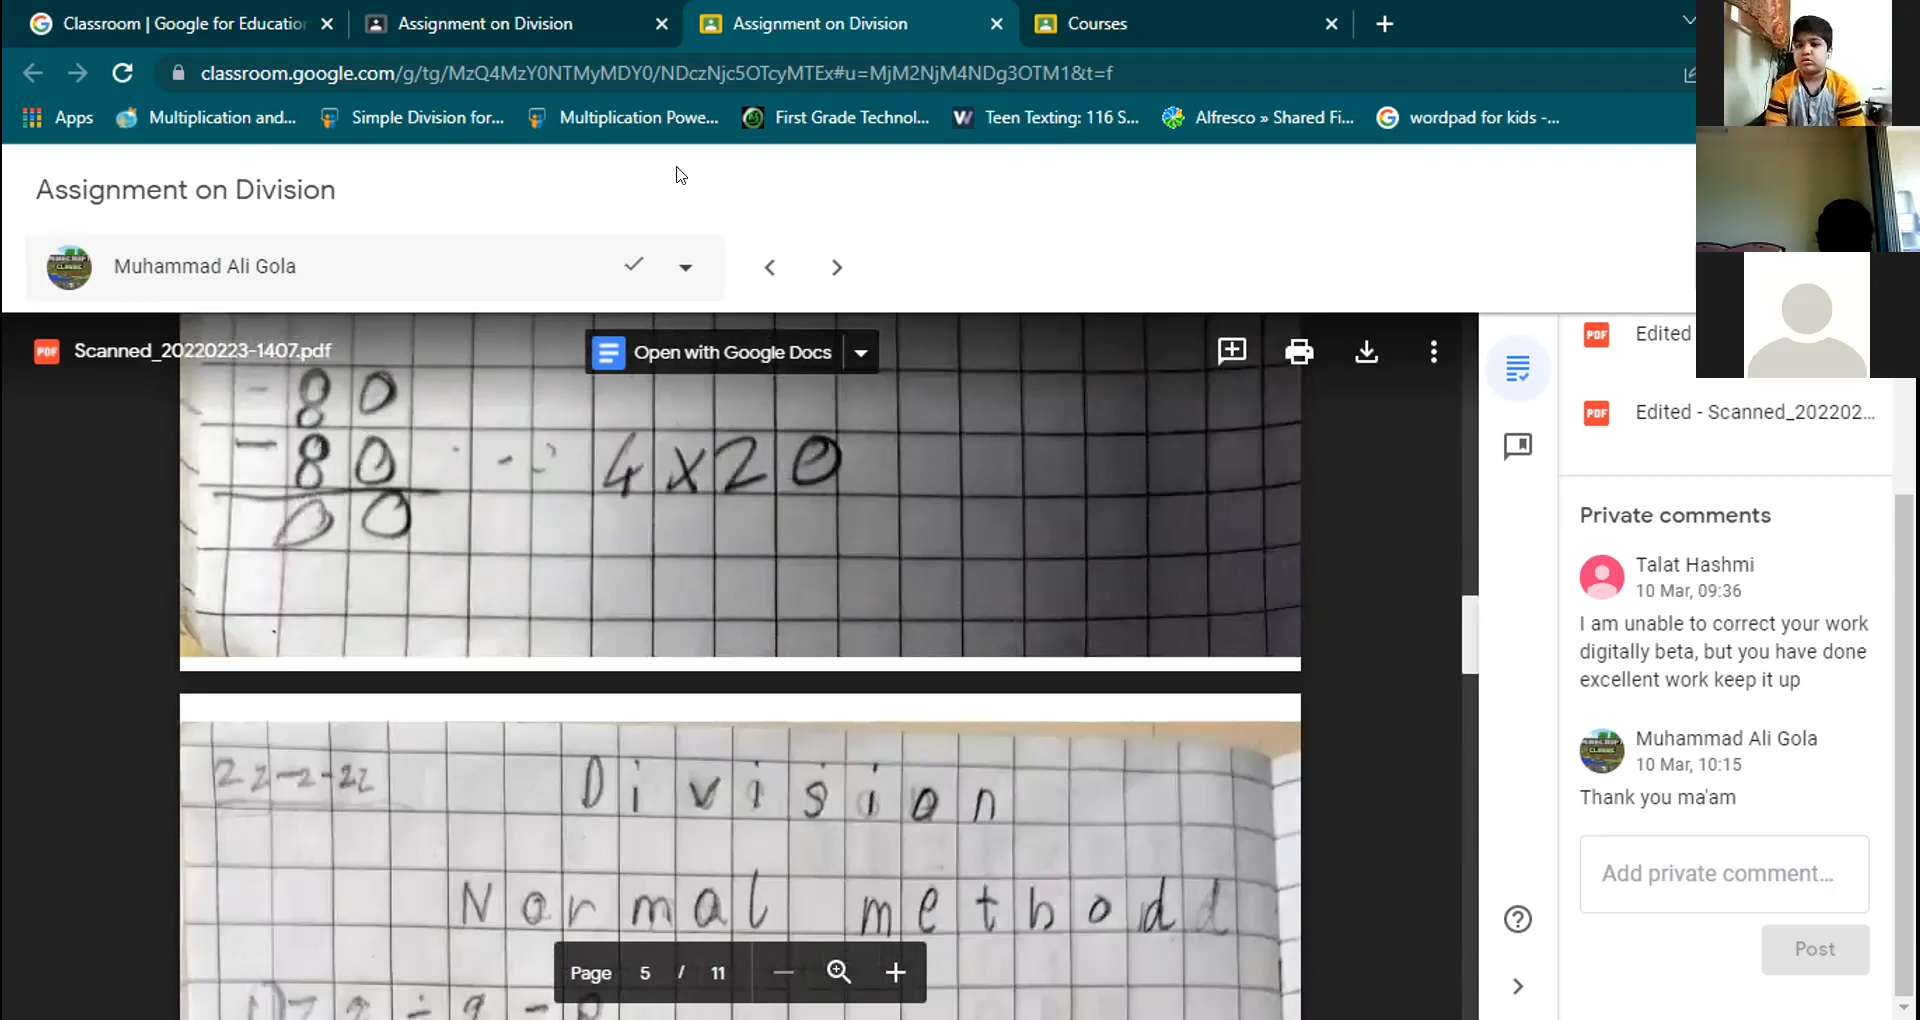 Classroom | Google for Educatio
Assignment on Division
Assignment on Division
Courses
classroom.google.com/g/tg/MzQ4MzY0NTMyMDY0/NDczNjc5OTcyMTEx#u=MjM2NjM4NDg3OTM1&t=f
Apps
Multiplication and...
Simple Division for...
Multiplication Powe...
First Grade Technol...
Teen Texting: 116 S...
Alfresco » Shared Fi...
wordpad for kids -...
Assignment on Division
Muhammad Ali Gola
PDF Scanned_20220223-1407.pdf
Open with Google Docs
- 80
- 80 4x20
00
22-2-22 Division
Normal methodd
Page 5 / 11
PDF Edited
PDF Edited - Scanned_202202...
Private comments
Talat Hashmi
10 Mar, 09:36
I am unable to correct your work
digitally beta, but you have done
excellent work keep it up
Muhammad Ali Gola
10 Mar, 10:15
Thank you ma'am
Add private comment...
Post